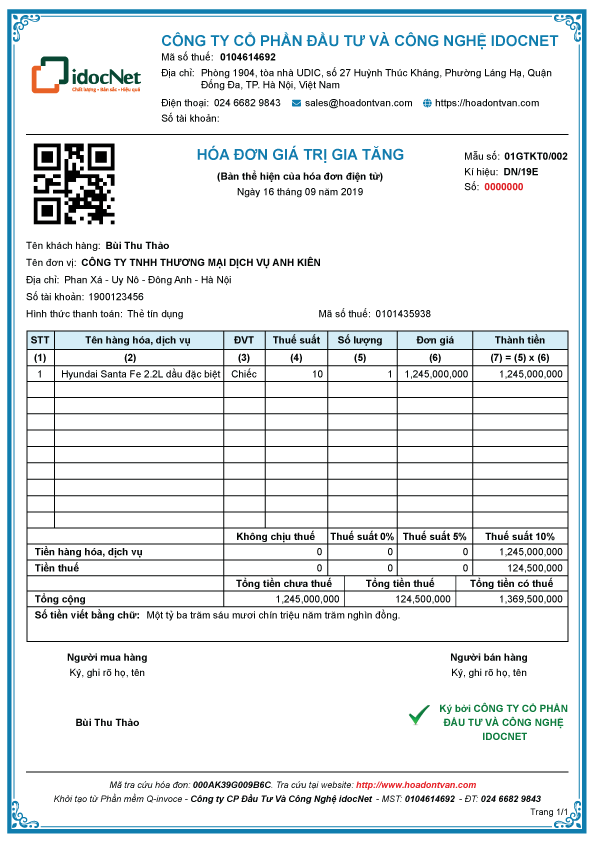 CÔNG TY CỔ PHẦN ĐẦU TƯ VÀ CÔNG NGHỆ IDOCNET
Mã số thuế: 0104614692
Địa chỉ: Phòng 1904, tòa nhà UDIC, số 27 Huỳnh Thúc Kháng, Phường Láng Hạ, Quận
Đống Đa, TP. Hà Nội, Việt Nam
Điện thoại: 024 6682 9843 sales@hoadontvan.com https://hoadontvan.com
Số tài khoản:
idocNet
Chất lượng - Bản sắc - Hiệu quả
HÓA ĐƠN GIÁ TRỊ GIA TĂNG
(Bản thể hiện của hóa đơn điện tử)
Ngày 16 tháng 09 năm 2019
Mẫu số: 01GTKT0/002
Kí hiệu: DN/19E
Số: 0000000
Tên khách hàng: Bùi Thu Thảo
Tên đơn vị: CÔNG TY TNHH THƯƠNG MẠI DỊCH VỤ ANH KIÊN
Địa chỉ: Phan Xá - Uy Nỗ - Đông Anh - Hà Nội
Số tài khoản: 1900123456
Hình thức thanh toán: Thẻ tín dụng Mã số thuế: 0101435938
STT Tên hàng hóa, dịch vụ ĐVT Thuế suất Số lượng Đơn giá Thành tiền
(1) (2) (3) (4) (5) (6) (7) = (5) x (6)
1 Hyundai Santa Fe 2.2L dầu đặc biệt Chiếc 10 1 1,245,000,000 1,245,000,000
Không chịu thuế Thuế suất 0% Thuế suất 5% Thuế suất 10%
Tiền hàng hóa, dịch vụ 0 0 0 1,245,000,000
Tiền thuế 0 0 0 124,500,000
Tổng tiền chưa thuế Tổng tiền thuế Tổng tiền có thuế
Tổng cộng 1,245,000,000 124,500,000 1,369,500,000
Số tiền viết bằng chữ: Một tỷ ba trăm sáu mươi chín triệu năm trăm nghìn đồng.
Người mua hàng Người bán hàng
Ký, ghi rõ họ, tên Ký, ghi rõ họ, tên
Bùi Thu Thảo
Ký bởi CÔNG TY CỔ PHẦN
ĐẦU TƯ VÀ CÔNG NGHỆ
IDOCNET
Mã tra cứu hóa đơn: 000AK39G009B6C. Tra cứu tại website: http://www.hoadontvan.com
Khởi tạo từ Phần mềm Q-invoce - Công ty CP Đầu Tư Và Công Nghệ idocNet - MST: 0104614692 - ĐT: 024 6682 9843
Trang 1/1